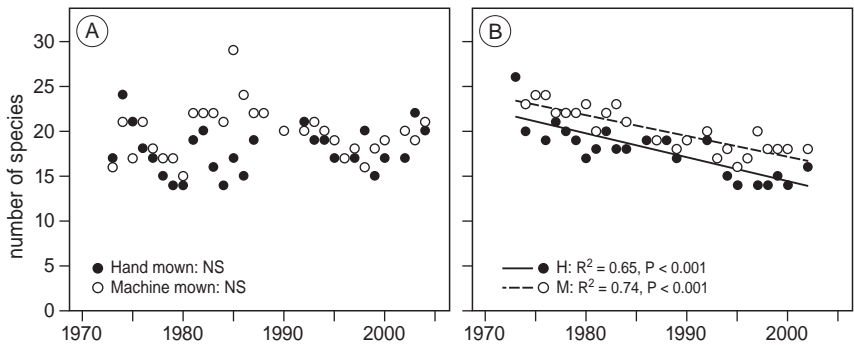 A
B
number of species
30
25
20
15
10
5
0
Hand mown: NS
Machine mown: NS
H: R² = 0.65, P < 0.001
M: R² = 0.74, P < 0.001
1970 1980 1990 2000
1970 1980 1990 2000